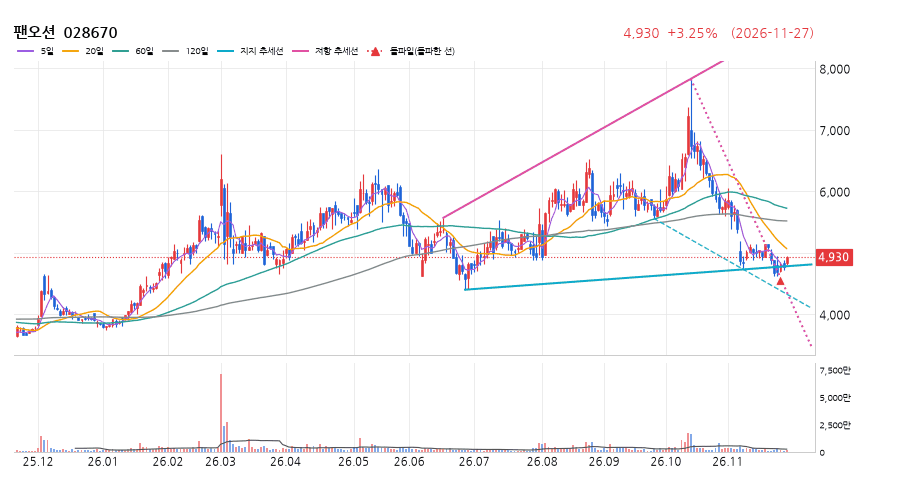 팬오션 028670
4,930 +3.25% (2026-11-27)
5일 20일 60일 120일 지지 추세선 저항 추세선 돌파일(돌파한 선)
8,000
7,000
6,000
4,930
4,000
7,500만
5,000만
2,500만
0
25.12 26.01 26.02 26.03 26.04 26.05 26.06 26.07 26.08 26.09 26.10 26.11